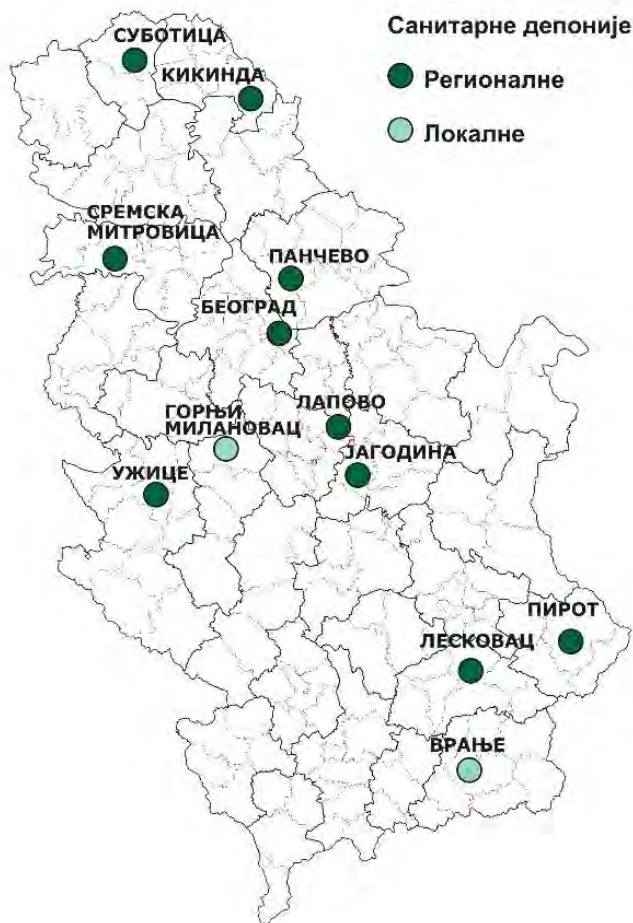 Санитарне депоније
Регионалне
Локалне
СУБОТИЦА
КИКИНДА
СРЕМСКА
МИТРОВИЦА
ПАНЧЕВО
БЕОГРАД
ЛАПОВО
ГОРЊИ
МИЛАНОВАЦ
ЈАГОДИНА
УЖИЦЕ
ПИРОТ
ЛЕСКОВАЦ
ВРАЊЕ